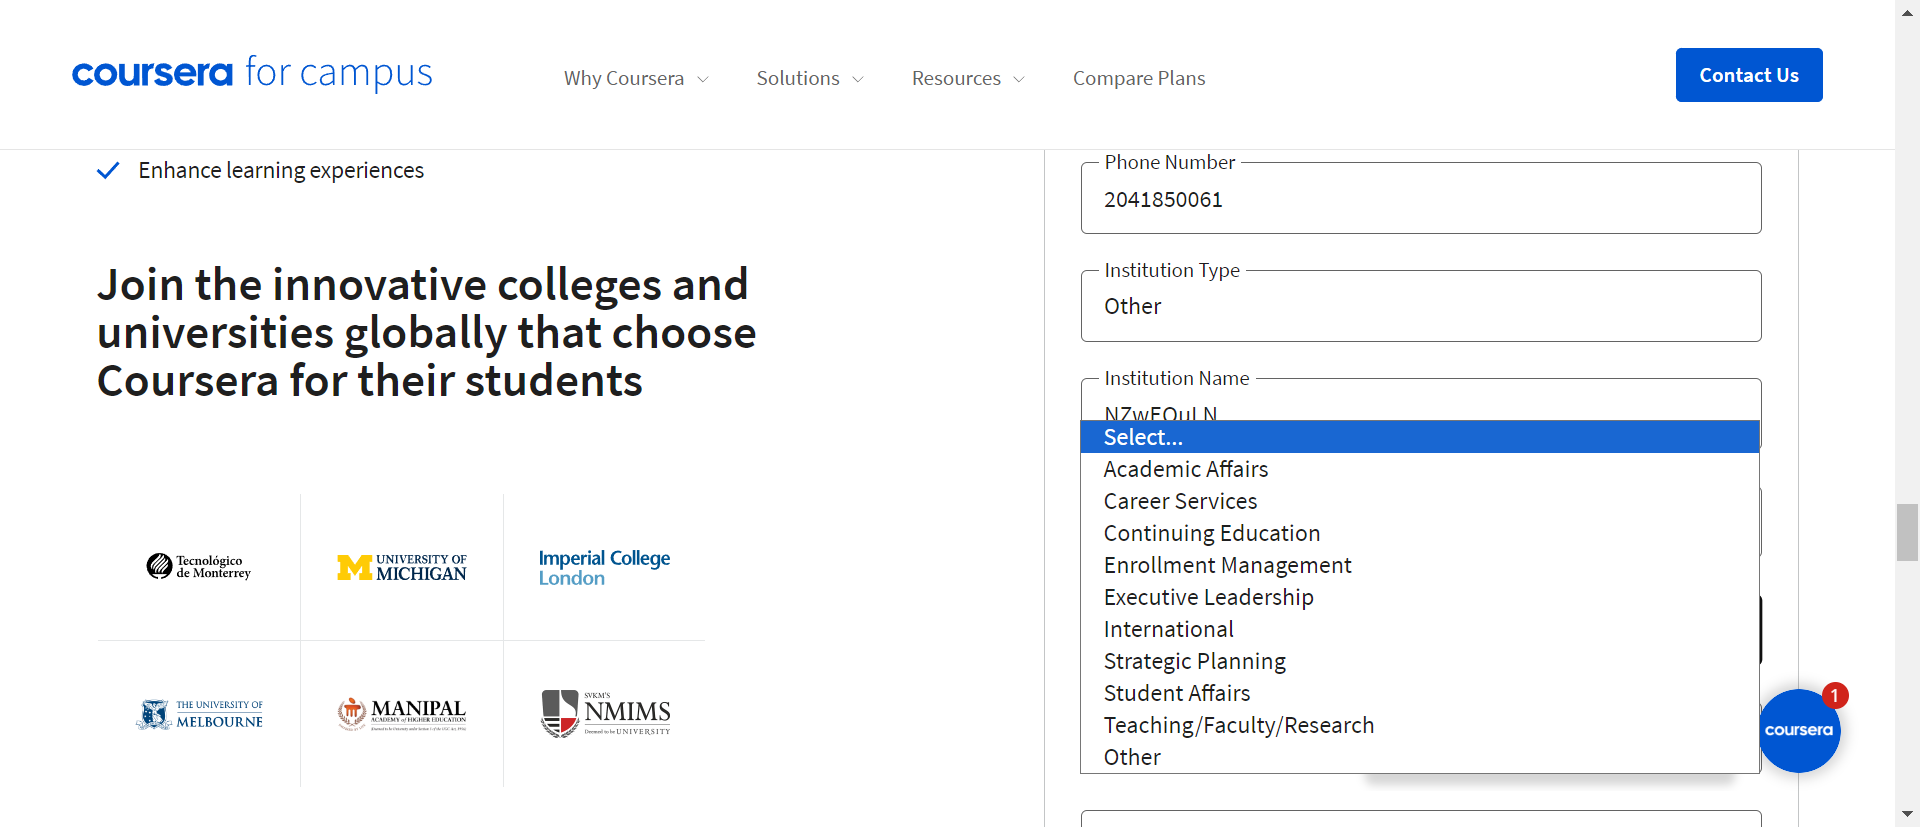 coursera for campus
Why Coursera
Solutions
Resources
Compare Plans
Contact Us
Enhance learning experiences
Join the innovative colleges and
universities globally that choose
Coursera for their students
Tecnológico
de Monterrey
M UNIVERSITY OF
MICHIGAN
Imperial College
London
THE UNIVERSITY OF
MELBOURNE
MANIPAL
ACADEMY of HIGHER EDUCATION
SVKM'S
NMIMS
Deemed to be UNIVERSITY
Phone Number
2041850061
Institution Type
Other
Institution Name
NZwEQuLN
Select...
Academic Affairs
Career Services
Continuing Education
Enrollment Management
Executive Leadership
International
Strategic Planning
Student Affairs
Teaching/Faculty/Research
Other
1
coursera